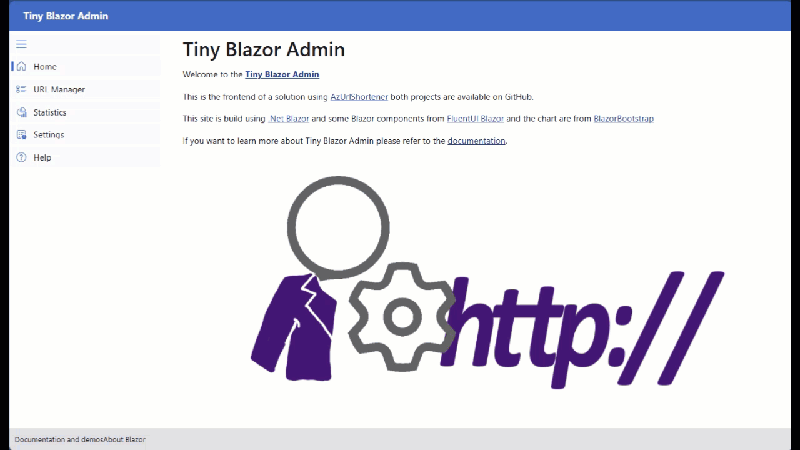 Tiny Blazor Admin
Home
URL Manager
Statistics
Settings
Help
Tiny Blazor Admin
Welcome to the Tiny Blazor Admin
This is the frontend of a solution using AzUrlShortener both projects are available on GitHub.
This site is build using .Net Blazor and some Blazor components from FluentUI Blazor and the chart are from BlazorBootstrap
If you want to learn more about Tiny Blazor Admin please refer to the documentation.
http://
Documentation and demosAbout Blazor